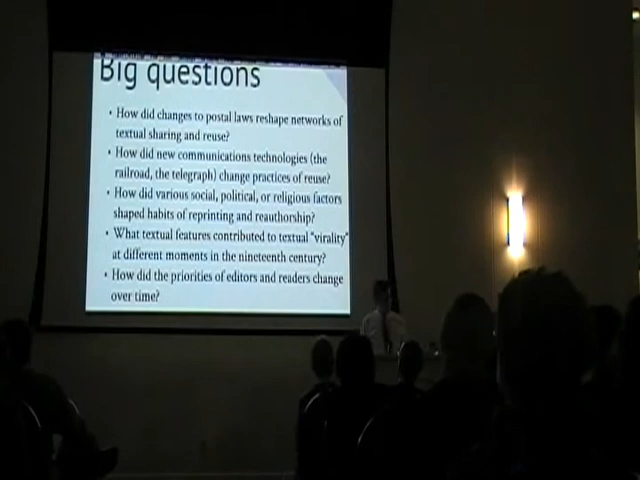 Big questions
• How did changes to postal laws reshape networks of
textual sharing and reuse?
• How did new communications technologies (the
railroad, the telegraph) change practices of reuse?
• How did various social, political, or religious factors
shaped habits of reprinting and reauthorship?
• What textual features contributed to textual "virality"
at different moments in the nineteenth century?
• How did the priorities of editors and readers change
over time?